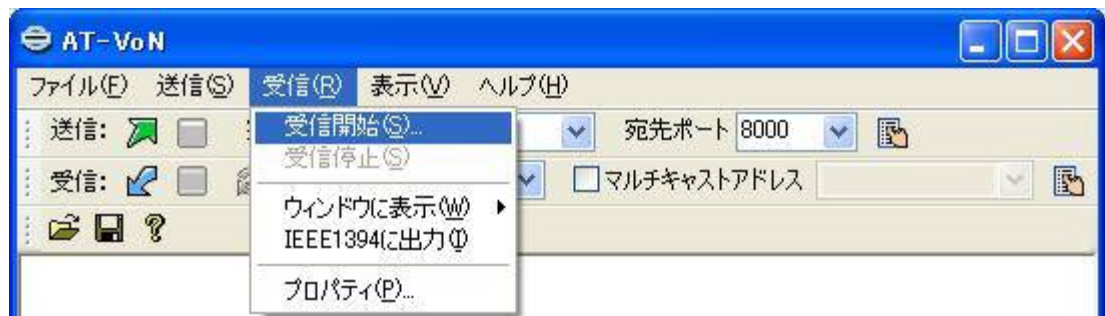 AT-VoN
ファイル(F) 送信(S) 受信(R) 表示(V) ヘルプ(H)
送信: 宛先ポート 8000
受信開始(S)...
受信停止(S)
受信: マルチキャストアドレス
ウィンドウに表示(W)
IEEE1394に出力(I)
プロパティ(P)...